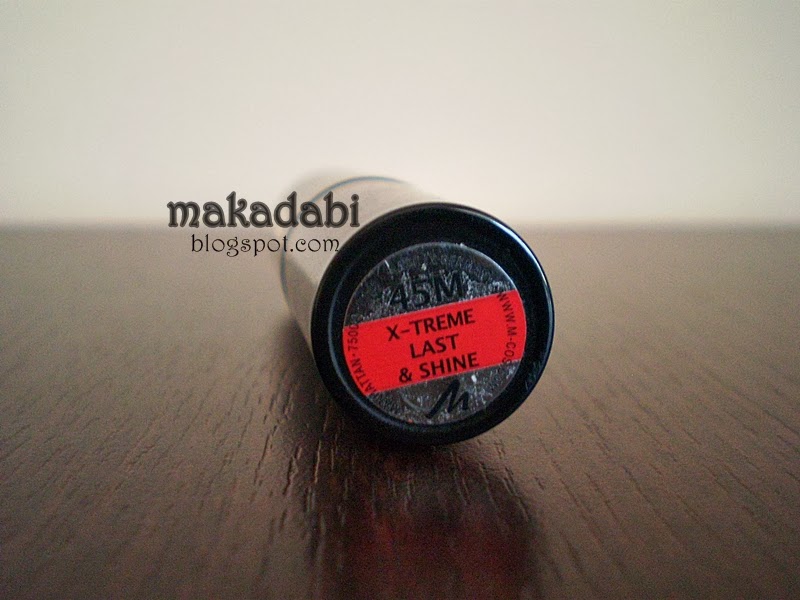 makadabi
blogspot.com
45M
X-TREME
LAST
& SHINE
M